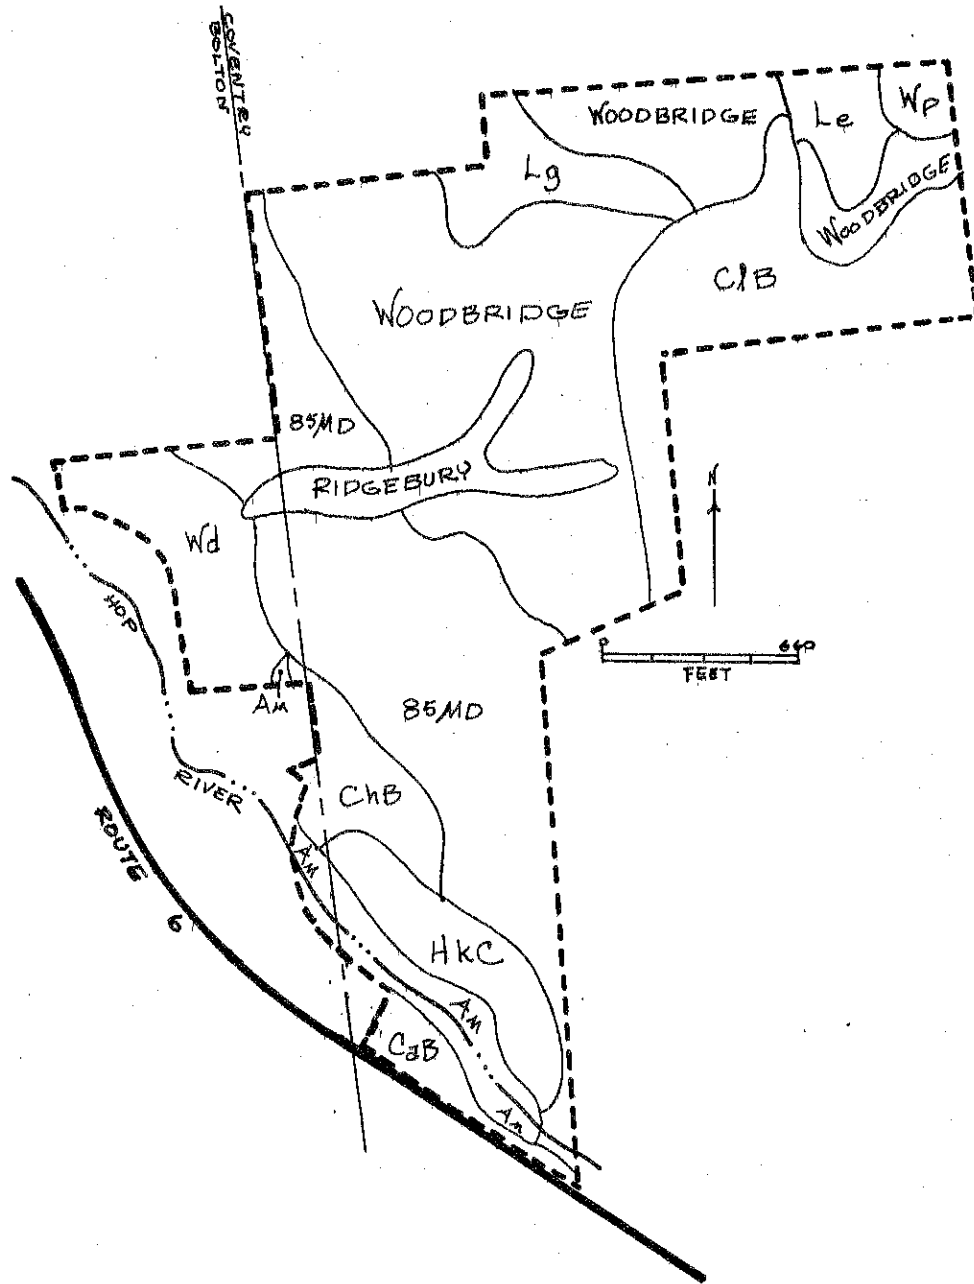 COVENTRY
BOLTON
WOODBRIDGE
Le
Wp
Lg
WOODBRIDGE
ClB
WOODBRIDGE
85MD
RIDGEBURY
N
Wd
HOP
0 660
FEET
Am
85MD
RIVER
ChB
ROUTE
6
Am
HkC
Am
CaB
Am